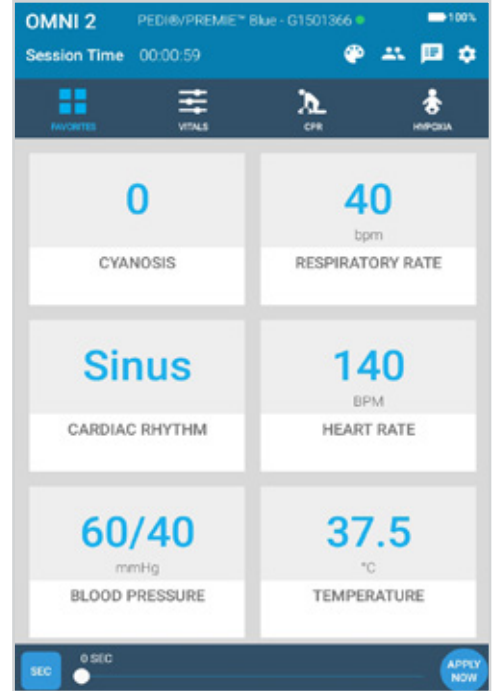 OMNI 2 PEDI®/PREMIE™ Blue - G1501366 100%
Session Time 00:00:59
FAVORITES VITALS CPR HYPOXIA
0 40
bpm
CYANOSIS RESPIRATORY RATE
Sinus 140
BPM
CARDIAC RHYTHM HEART RATE
60/40 37.5
mmHg °C
BLOOD PRESSURE TEMPERATURE
0 SEC
SEC APPLY
NOW